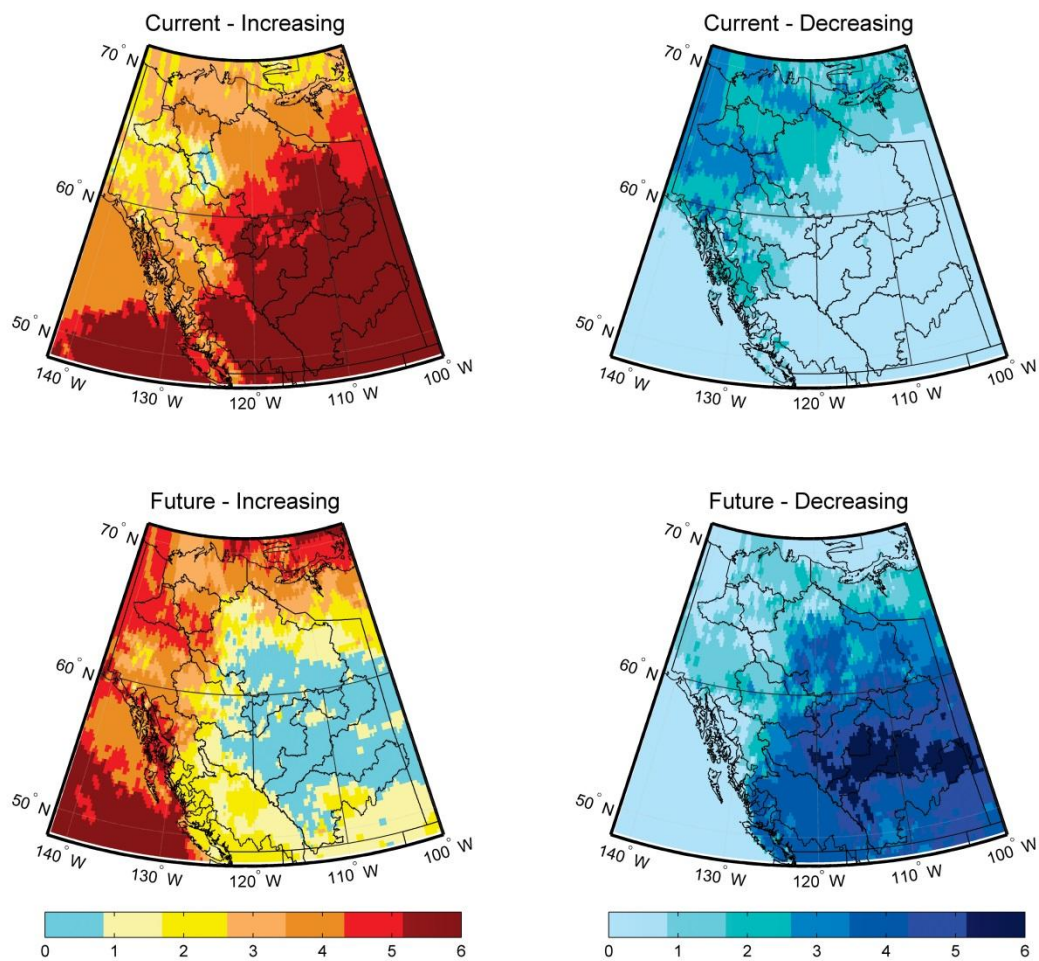 Current - Increasing
Current - Decreasing
70° N
60° N
50° N
140° W
130° W
120° W
110° W
100° W
70° N
60° N
50° N
140° W
130° W
120° W
110° W
100° W
Future - Increasing
Future - Decreasing
70° N
60° N
50° N
140° W
130° W
120° W
110° W
100° W
70° N
60° N
50° N
140° W
130° W
120° W
110° W
100° W
0 1 2 3 4 5 6
0 1 2 3 4 5 6